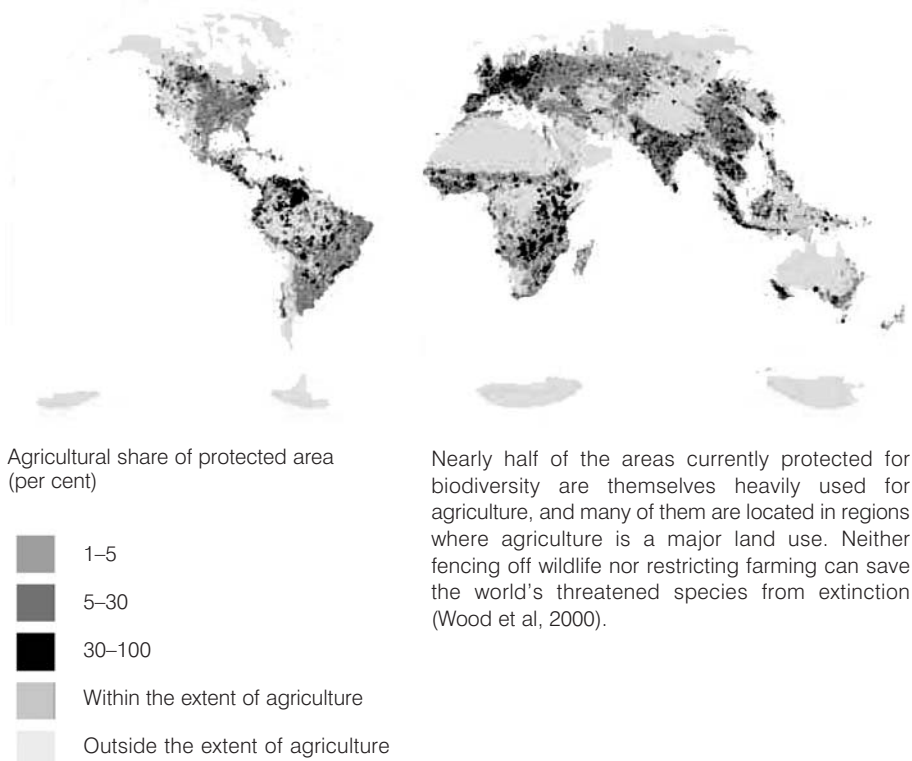 Agricultural share of protected area
(per cent)
1–5
5–30
30–100
Within the extent of agriculture
Outside the extent of agriculture
Nearly half of the areas currently protected for
biodiversity are themselves heavily used for
agriculture, and many of them are located in regions
where agriculture is a major land use. Neither
fencing off wildlife nor restricting farming can save
the world's threatened species from extinction
(Wood et al, 2000).